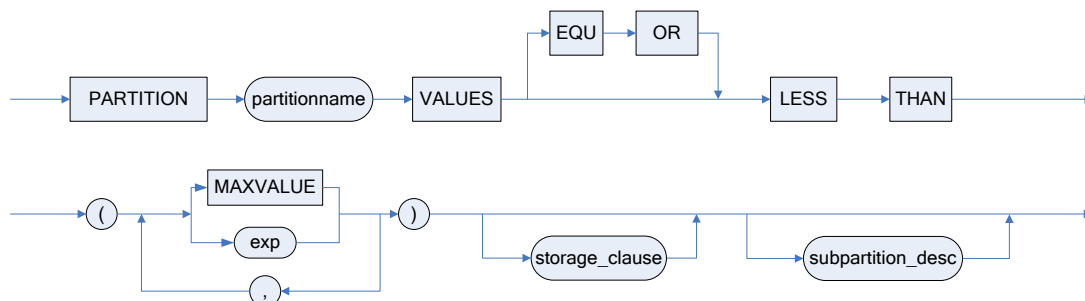 EQU OR
PARTITION partitionname VALUES LESS THAN
MAXVALUE
( )
exp
storage_clause subpartition_desc
,